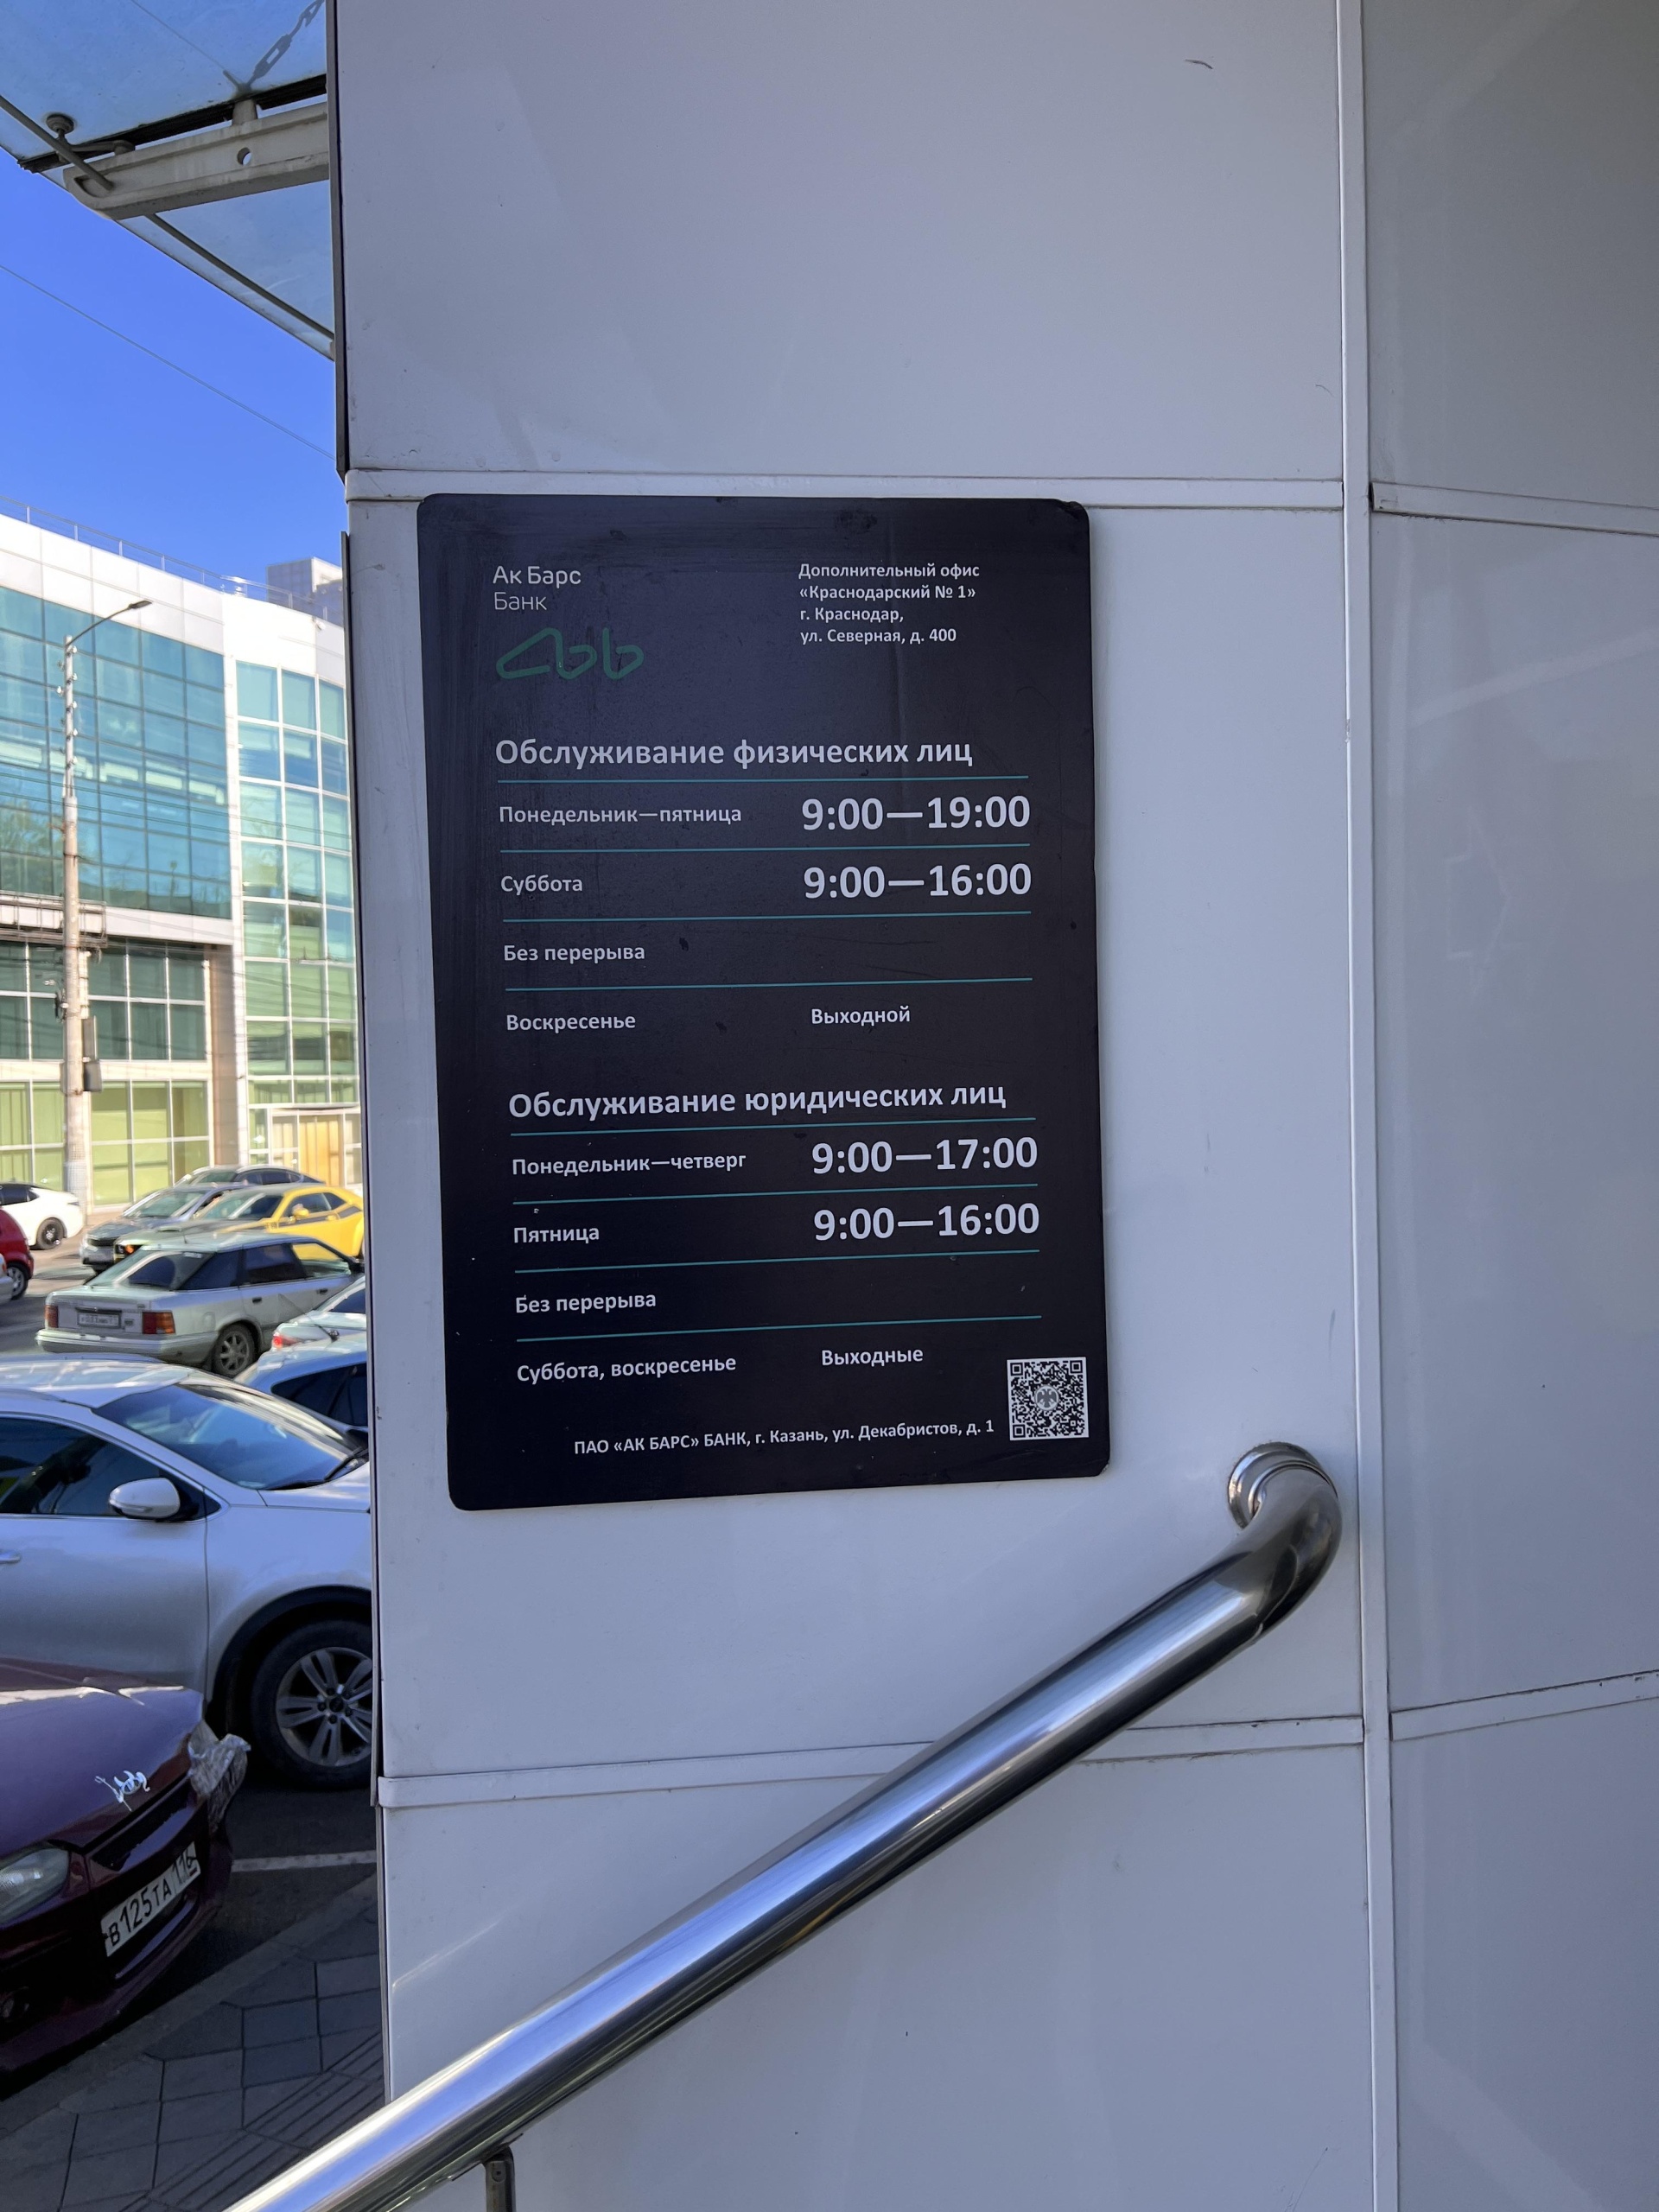 Ак Барс
Банк
Дополнительный офис
«Краснодарский № 1»
г. Краснодар,
ул. Северная, д. 400
Обслуживание физических лиц
Понедельник—пятница 9:00—19:00
Суббота 9:00—16:00
Без перерыва
Воскресенье Выходной
Обслуживание юридических лиц
Понедельник—четверг 9:00—17:00
Пятница 9:00—16:00
Без перерыва
Суббота, воскресенье Выходные
ПАО «АК БАРС» БАНК, г. Казань, ул. Декабристов, д. 1
В125ТА